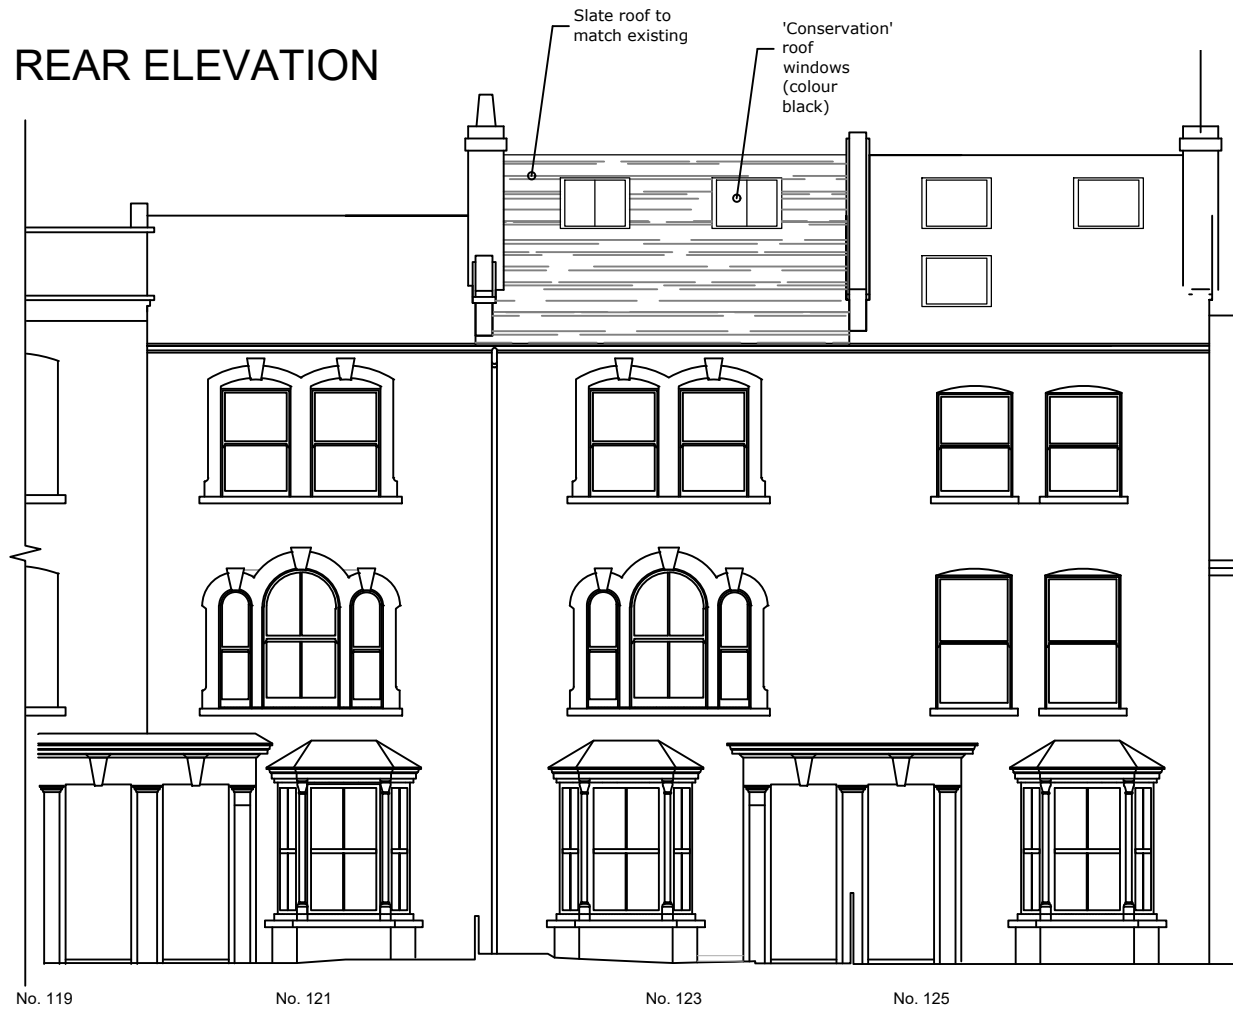 REAR ELEVATION
Slate roof to
match existing
'Conservation'
roof
windows
(colour
black)
No. 119
No. 121
No. 123
No. 125